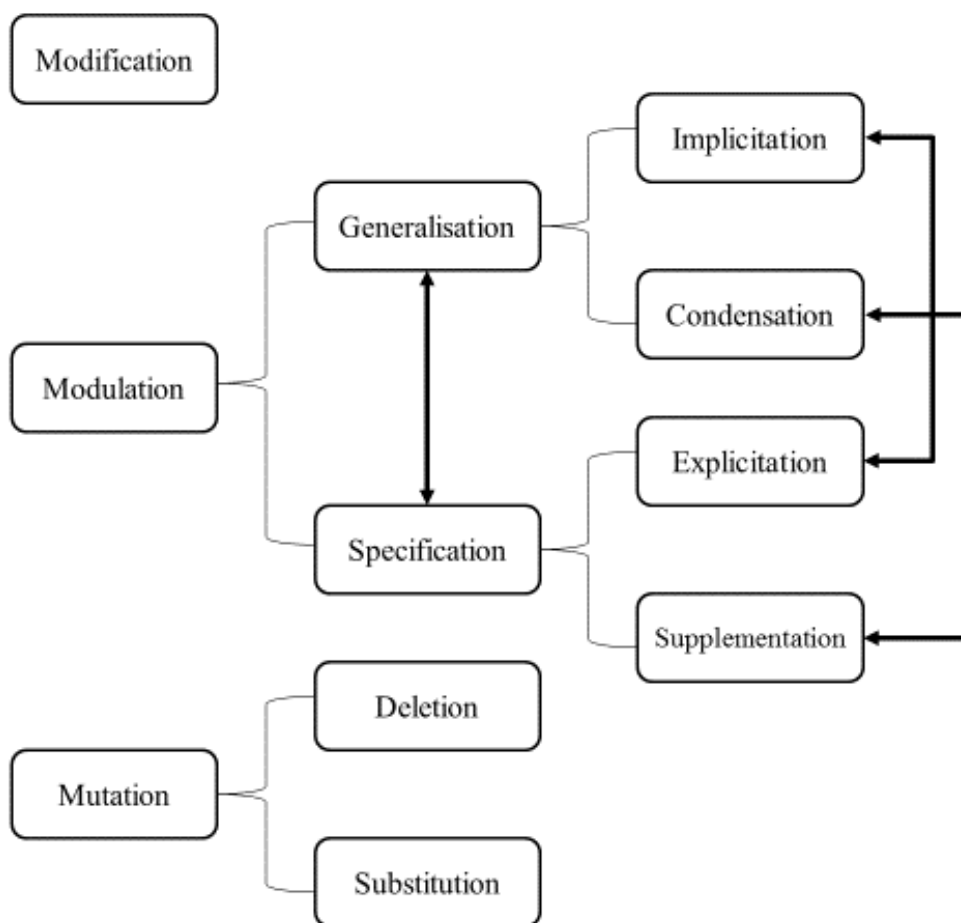 Modification
Implicitation
Generalisation
Condensation
Modulation
Explicitation
Specification
Supplementation
Deletion
Mutation
Substitution